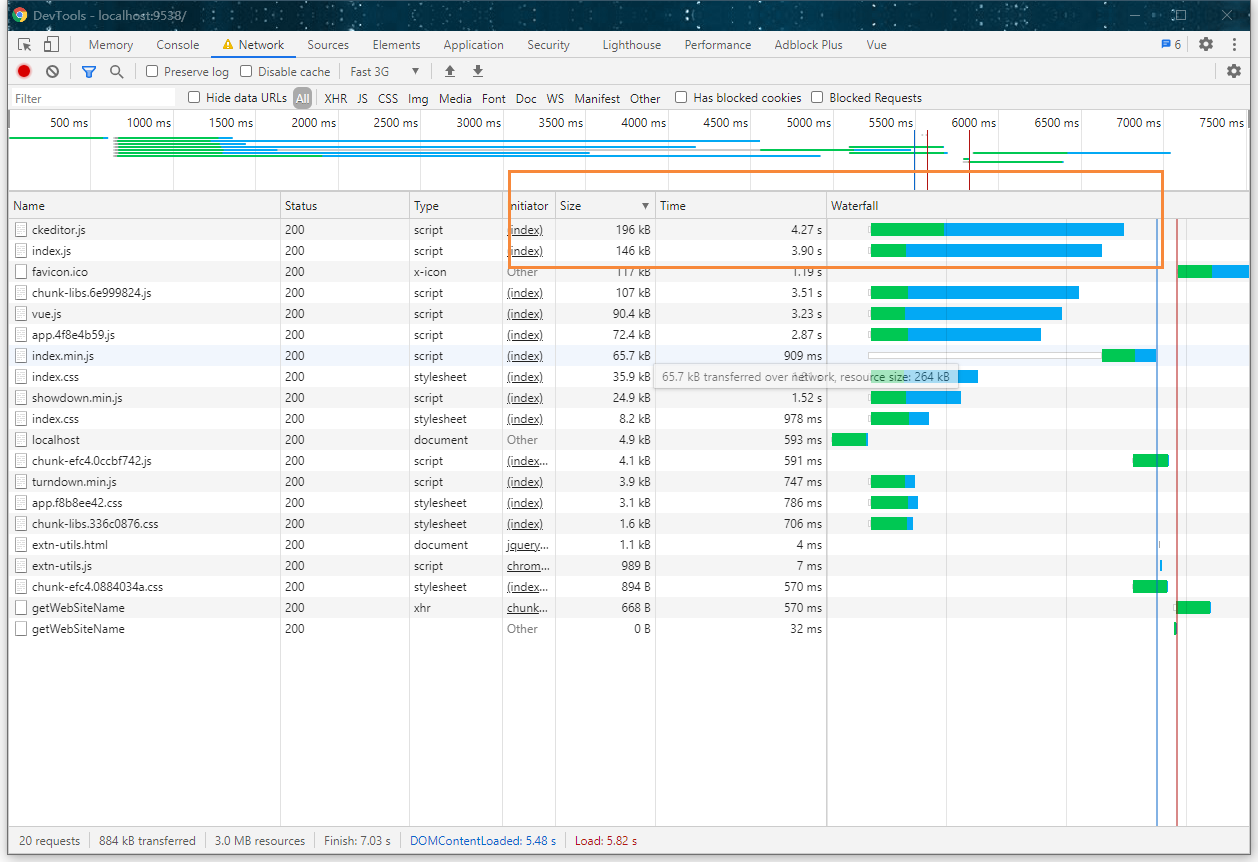 DevTools - localhost:9538/
Memory Console Network Sources Elements Application Security Lighthouse Performance Adblock Plus Vue 6
Preserve log Disable cache Fast 3G ▼
Filter Hide data URLs All XHR JS CSS Img Media Font Doc WS Manifest Other Has blocked cookies Blocked Requests
500 ms 1000 ms 1500 ms 2000 ms 2500 ms 3000 ms 3500 ms 4000 ms 4500 ms 5000 ms 5500 ms 6000 ms 6500 ms 7000 ms 7500 ms
Name Status Type Initiator Size ▼ Time Waterfall
ckeditor.js 200 script (index) 196 kB 4.27 s
index.js 200 script (index) 146 kB 3.90 s
favicon.ico 200 x-icon Other 117 kB 1.19 s
chunk-libs.6e999824.js 200 script (index) 107 kB 3.51 s
vue.js 200 script (index) 90.4 kB 3.23 s
app.4f8e4b59.js 200 script (index) 72.4 kB 2.87 s
index.min.js 200 script (index) 65.7 kB 909 ms
index.css 200 stylesheet (index) 35.9 kB
65.7 kB transferred over network, resource size: 264 kB
showdown.min.js 200 script (index) 24.9 kB 1.52 s
index.css 200 stylesheet (index) 8.2 kB 978 ms
localhost 200 document Other 4.9 kB 593 ms
chunk-efc4.0ccbf742.js 200 script (index... 4.1 kB 591 ms
turndown.min.js 200 script (index) 3.9 kB 747 ms
app.f8b8ee42.css 200 stylesheet (index) 3.1 kB 786 ms
chunk-libs.336c0876.css 200 stylesheet (index) 1.6 kB 706 ms
extn-utils.html 200 document jquery... 1.1 kB 4 ms
extn-utils.js 200 script chrom... 989 B 7 ms
chunk-efc4.0884034a.css 200 stylesheet (index... 894 B 570 ms
getWebSiteName 200 xhr chunk... 668 B 570 ms
getWebSiteName 200 Other 0 B 32 ms
20 requests 884 kB transferred 3.0 MB resources Finish: 7.03 s DOMContentLoaded: 5.48 s Load: 5.82 s